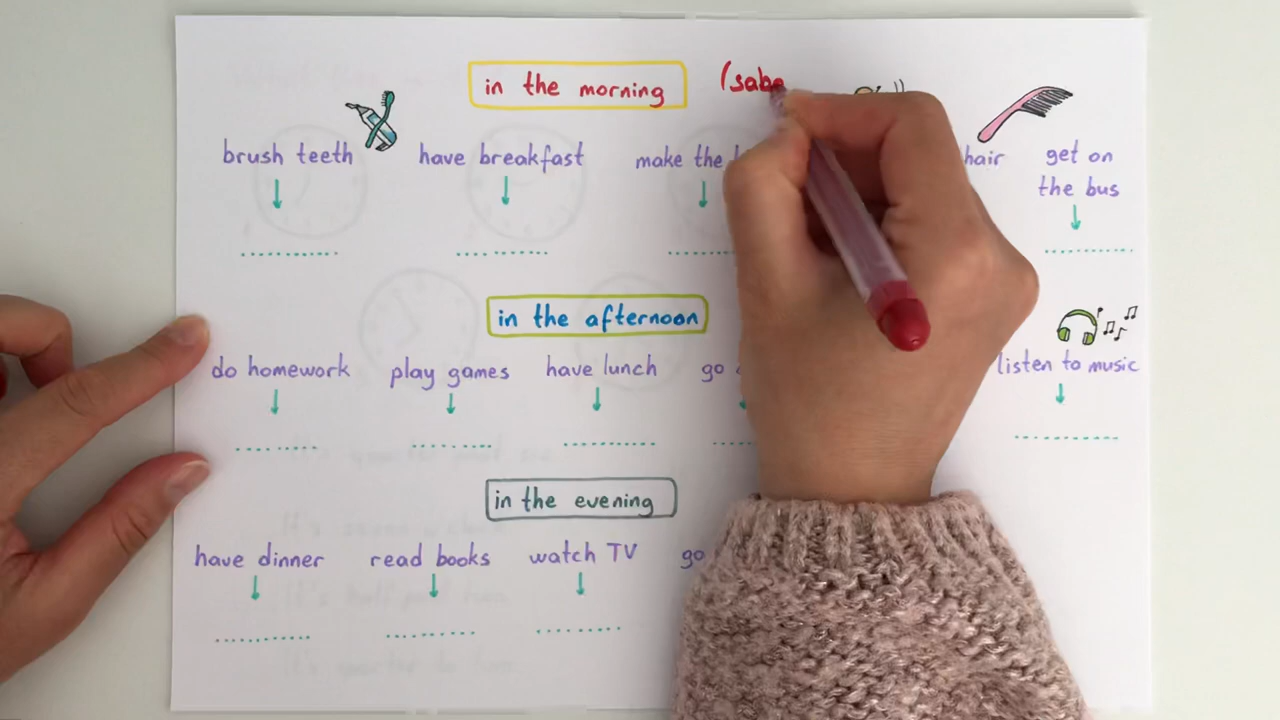 in the morning (saba
brush teeth have breakfast make the hair get on
the bus
in the afternoon
do homework play games have lunch go listen to music
in the evening
have dinner read books watch TV go